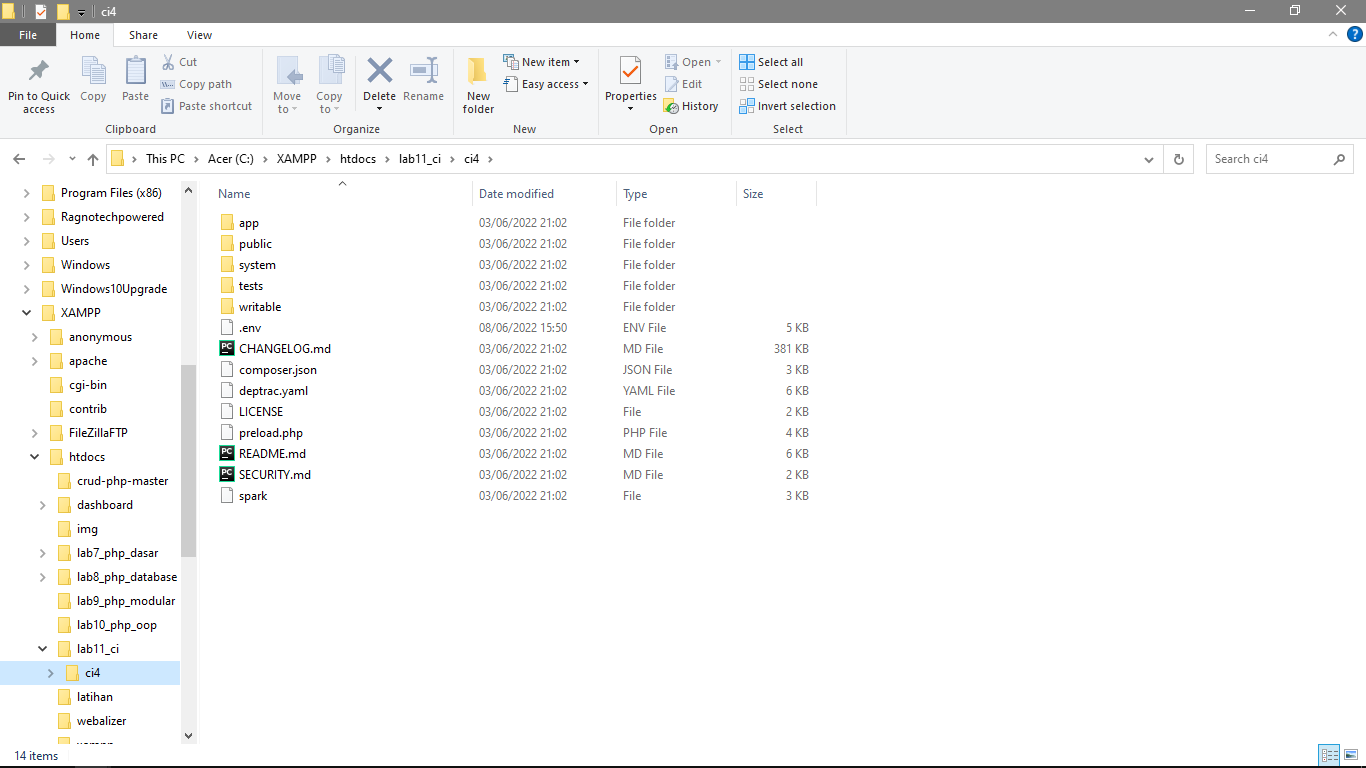 ci4
File Home Share View
Pin to Quick access
Copy
Paste
Cut
Copy path
Paste shortcut
Clipboard
Move to
Copy to
Delete
Rename
Organize
New folder
New item
Easy access
New
Properties
Open
Edit
History
Open
Select all
Select none
Invert selection
Select
This PC Acer (C:) XAMPP htdocs lab11_ci ci4
Search ci4
Program Files (x86)
Ragnotechpowered
Users
Windows
Windows10Upgrade
XAMPP
anonymous
apache
cgi-bin
contrib
FileZillaFTP
htdocs
crud-php-master
dashboard
img
lab7_php_dasar
lab8_php_database
lab9_php_modular
lab10_php_oop
lab11_ci
ci4
latihan
webalizer
Name Date modified Type Size
app 03/06/2022 21:02 File folder
public 03/06/2022 21:02 File folder
system 03/06/2022 21:02 File folder
tests 03/06/2022 21:02 File folder
writable 03/06/2022 21:02 File folder
.env 08/06/2022 15:50 ENV File 5 KB
PC CHANGELOG.md 03/06/2022 21:02 MD File 381 KB
composer.json 03/06/2022 21:02 JSON File 3 KB
deptrac.yaml 03/06/2022 21:02 YAML File 6 KB
LICENSE 03/06/2022 21:02 File 2 KB
preload.php 03/06/2022 21:02 PHP File 4 KB
PC README.md 03/06/2022 21:02 MD File 6 KB
PC SECURITY.md 03/06/2022 21:02 MD File 2 KB
spark 03/06/2022 21:02 File 3 KB
14 items